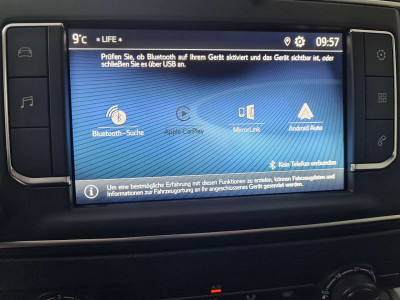 9°C * LIFE * 09:57
Prüfen Sie, ob Bluetooth auf Ihrem Gerät aktiviert und das Gerät sichtbar ist, oder
schließen Sie es über USB an.
Bluetooth-Suche Apple CarPlay MirrorLink Android Auto
Kein Telefon verbunden
Um eine bestmögliche Erfahrung mit diesen Funktionen zu erzielen, können Fahrzeugdaten und
Informationen zur Fahrzeugortung an Ihr angeschlossenes Gerät gesendet werden.